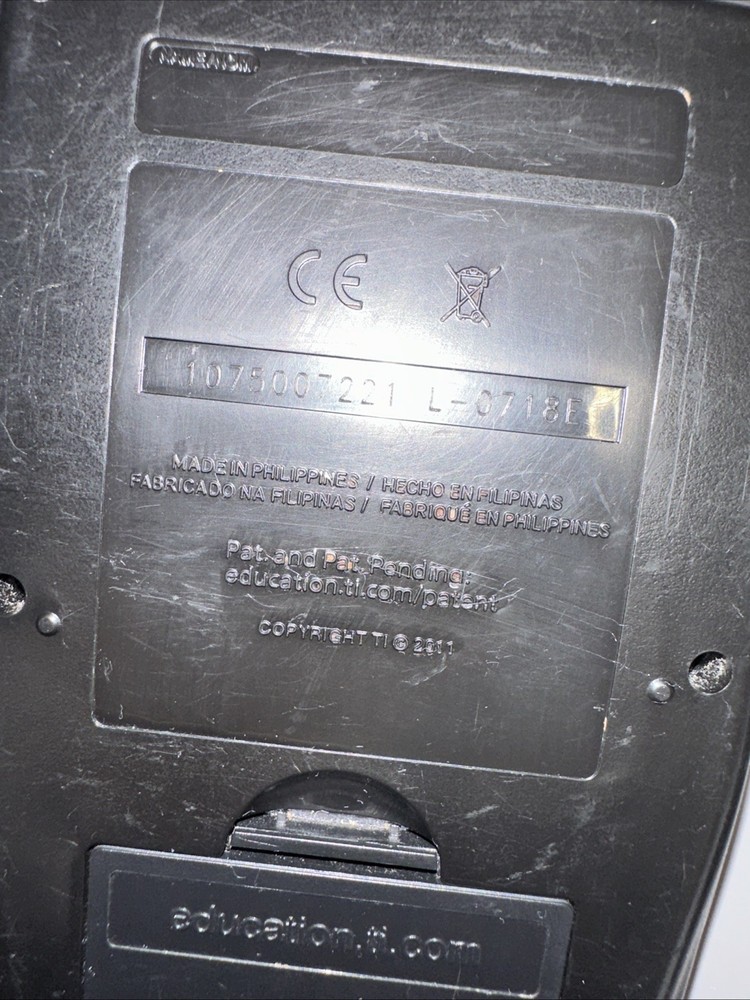 CE
1075007221 L-0718E
MADE IN PHILIPPINES / HECHO EN FILIPINAS
FABRICADO NA FILIPINAS / FABRIQUÉ EN PHILIPPINES
Pat. and Pat. Pending:
education.ti.com/patent
COPYRIGHT TI © 2011
education.ti.com